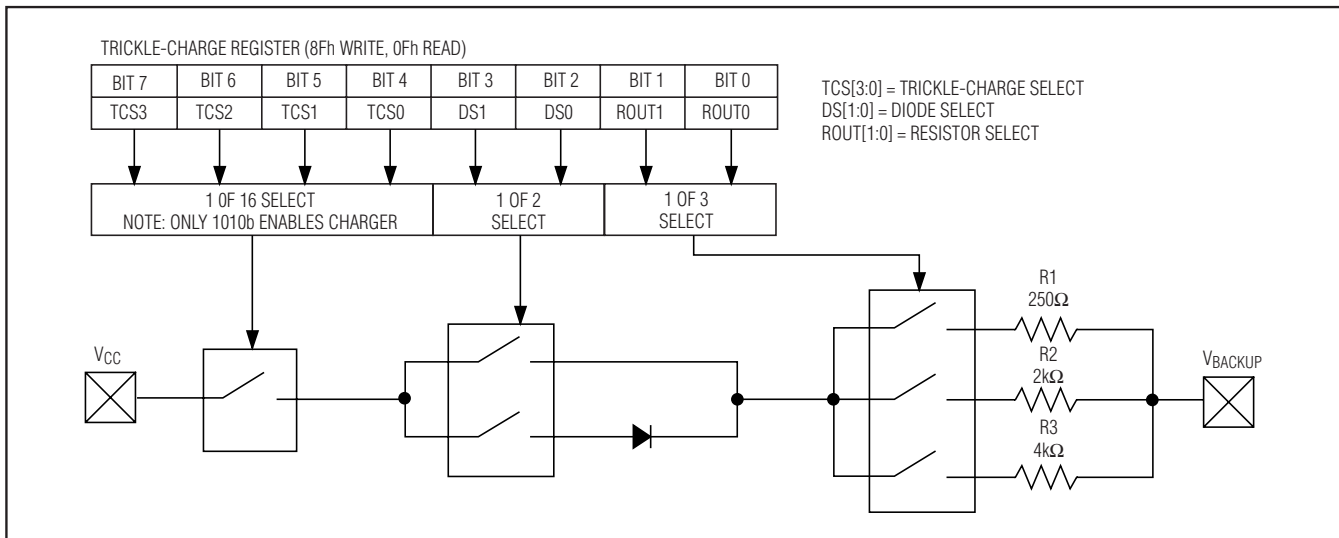 TRICKLE-CHARGE REGISTER (8Fh WRITE, 0Fh READ)
BIT 7 BIT 6 BIT 5 BIT 4 BIT 3 BIT 2 BIT 1 BIT 0
TCS3 TCS2 TCS1 TCS0 DS1 DS0 ROUT1 ROUT0
TCS[3:0] = TRICKLE-CHARGE SELECT
DS[1:0] = DIODE SELECT
ROUT[1:0] = RESISTOR SELECT
1 OF 16 SELECT
NOTE: ONLY 1010b ENABLES CHARGER
1 OF 2
SELECT
1 OF 3
SELECT
VCC
R1
250Ω
R2
2kΩ
R3
4kΩ
VBACKUP